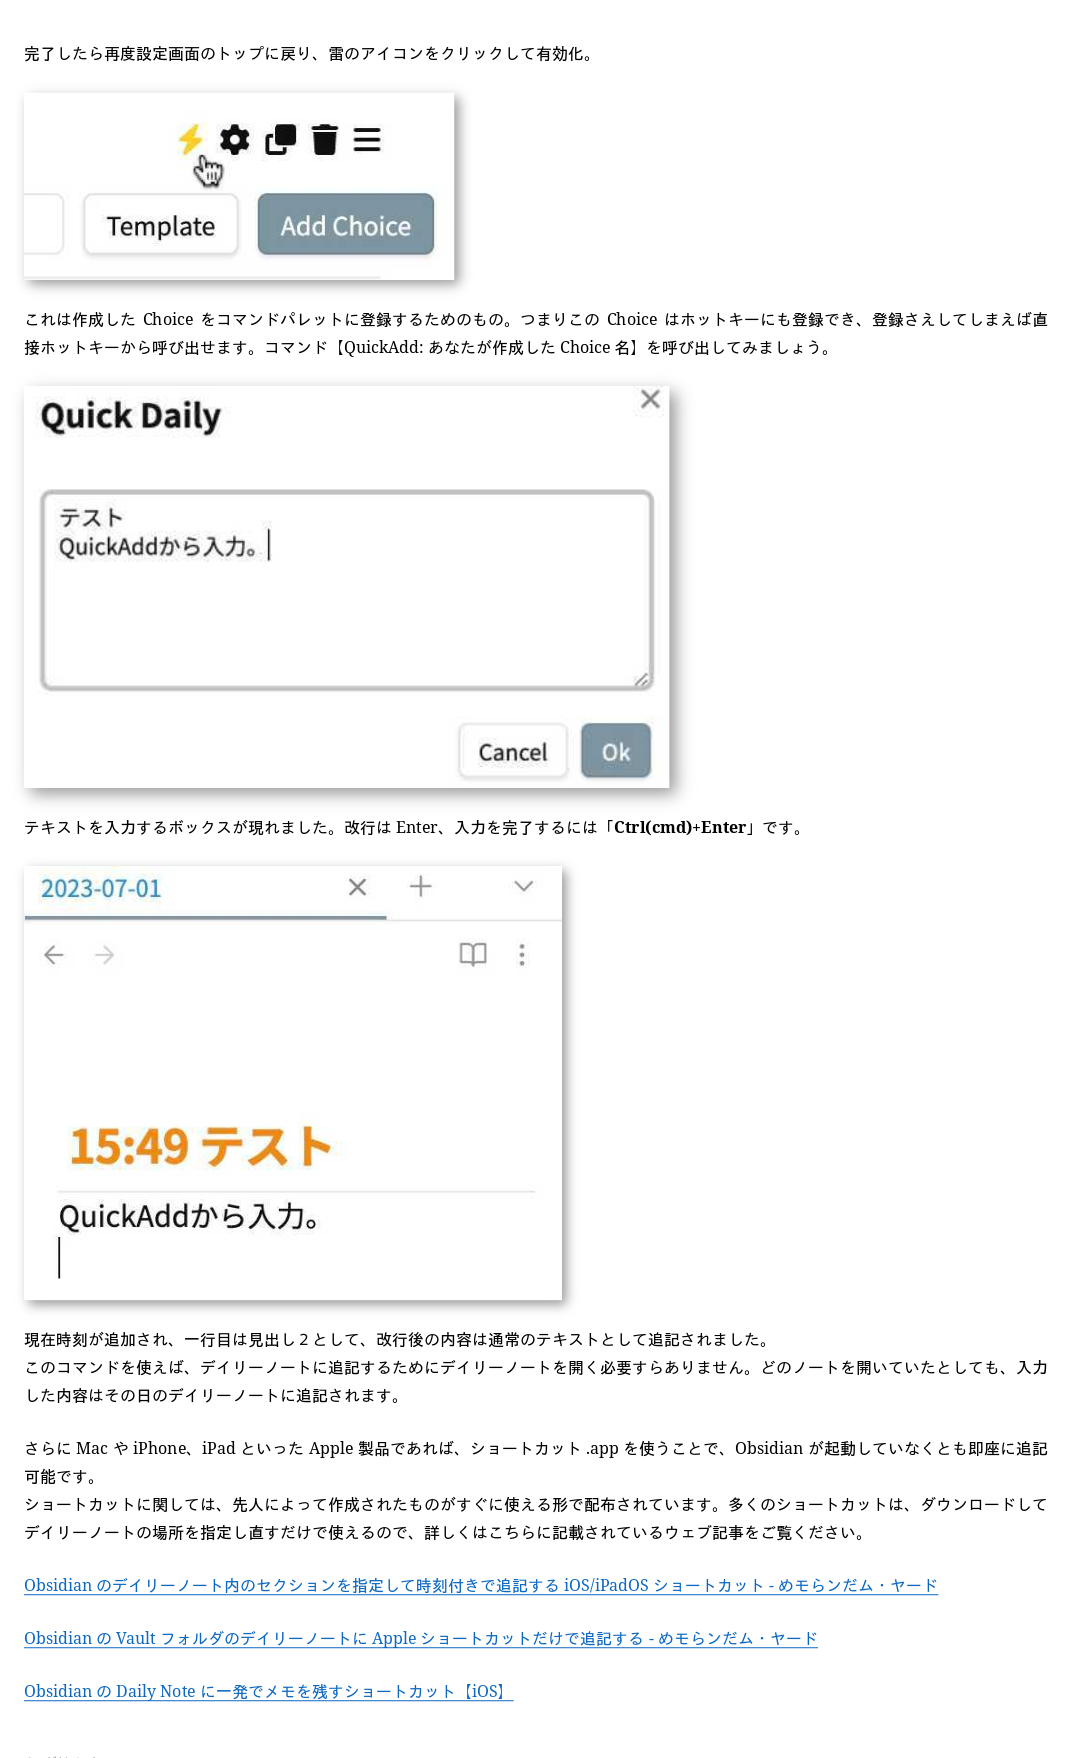 完了したら再度設定画面のトップに戻り、雷のアイコンをクリックして有効化。
Template
Add Choice
これは作成した Choice をコマンドパレットに登録するためのもの。つまりこの Choice はホットキーにも登録でき、登録さえしてしまえば直
接ホットキーから呼び出せます。コマンド【QuickAdd: あなたが作成した Choice 名】を呼び出してみましょう。
Quick Daily
テスト
QuickAddから入力。
Cancel
Ok
テキストを入力するボックスが現れました。改行は Enter、入力を完了するには「Ctrl(cmd)+Enter」です。
2023-07-01
15:49 テスト
QuickAddから入力。
現在時刻が追加され、一行目は見出し２として、改行後の内容は通常のテキストとして追記されました。
このコマンドを使えば、デイリーノートに追記するためにデイリーノートを開く必要すらありません。どのノートを開いていたとしても、入力
した内容はその日のデイリーノートに追記されます。
さらに Mac や iPhone、iPad といった Apple 製品であれば、ショートカット .app を使うことで、Obsidian が起動していなくとも即座に追記
可能です。
ショートカットに関しては、先人によって作成されたものがすぐに使える形で配布されています。多くのショートカットは、ダウンロードして
デイリーノートの場所を指定し直すだけで使えるので、詳しくはこちらに記載されているウェブ記事をご覧ください。
Obsidian のデイリーノート内のセクションを指定して時刻付きで追記する iOS/iPadOS ショートカット - めモらンだム・ヤード
Obsidian の Vault フォルダのデイリーノートに Apple ショートカットだけで追記する - めモらンだム・ヤード
Obsidian の Daily Note に一発でメモを残すショートカット【iOS】